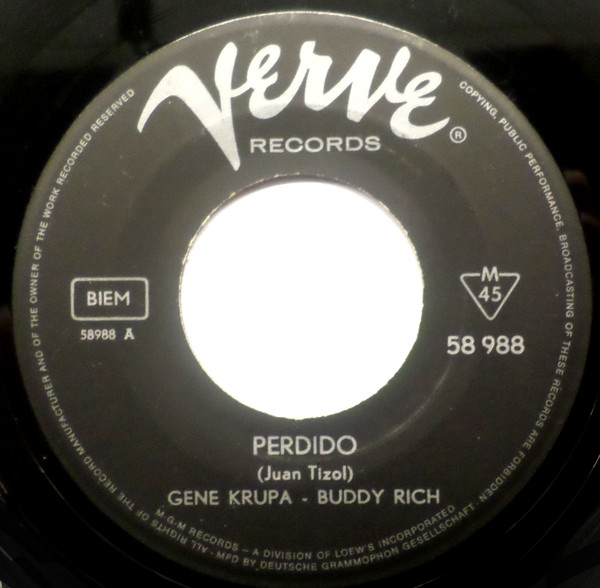 Verve
RECORDS
®
BIEM
58988 A
M
45
58 988
PERDIDO
(Juan Tizol)
GENE KRUPA - BUDDY RICH
M-G-M RECORDS – A DIVISION OF LOEW'S INCORPORATED
ALL RIGHTS OF THE RECORD MANUFACTURER AND OF THE OWNER OF THE WORK RECORDED RESERVED
COPYING, PUBLIC PERFORMANCE, BROADCASTING OF THESE RECORDS ARE FORBIDDEN.
MFD BY DEUTSCHE GRAMMOPHON GESELLSCHAFT